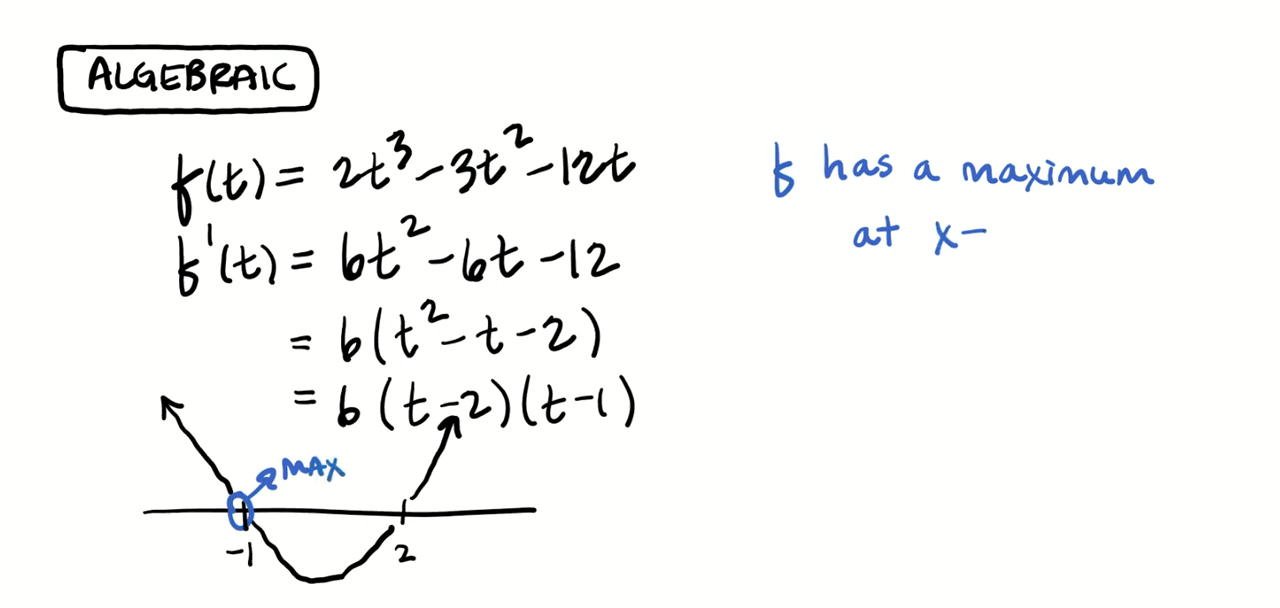 ALGEBRAIC
f(t) = 2t³-3t²-12t
f'(t) = 6t²-6t-12
= 6(t²-t-2)
= 6(t-2)(t-1)
MAX
-1 2
f has a maximum
at x-